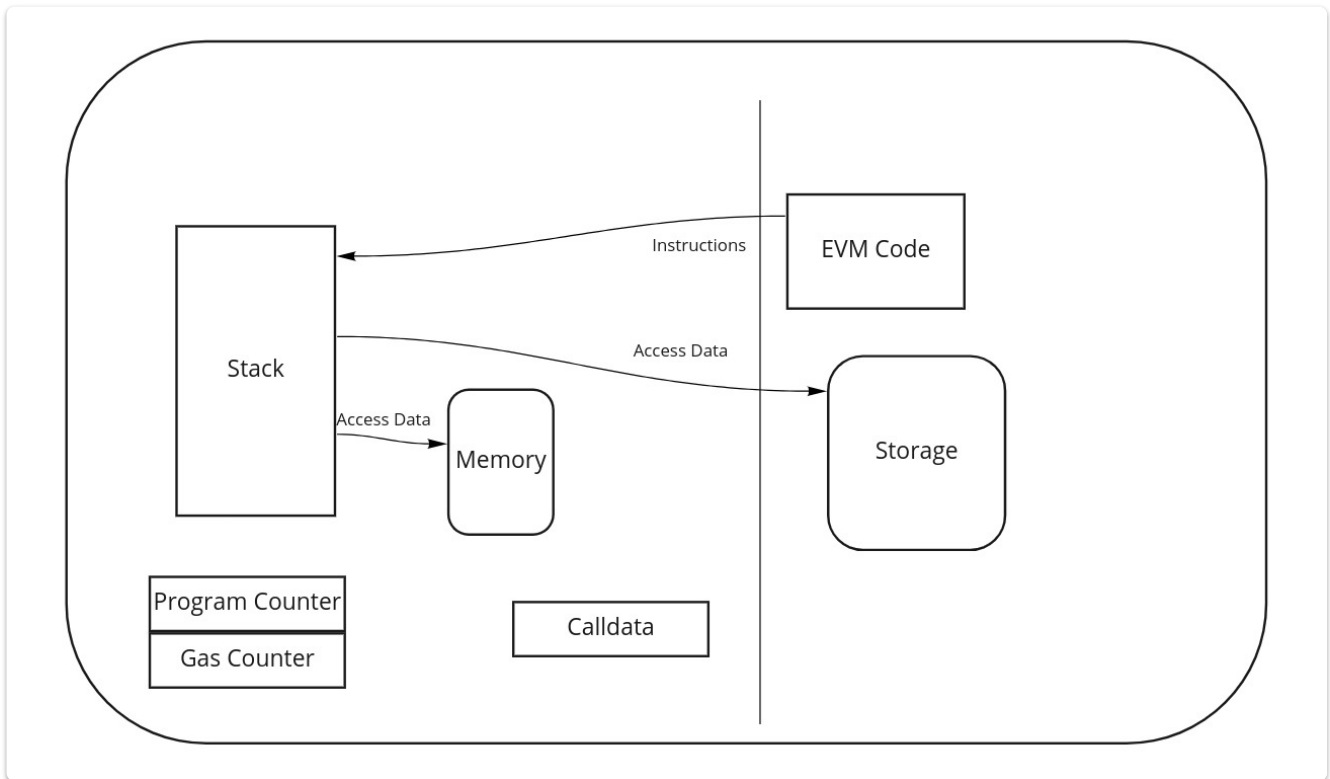 Instructions
EVM Code
Access Data
Stack
Access Data
Memory
Storage
Program Counter
Gas Counter
Calldata